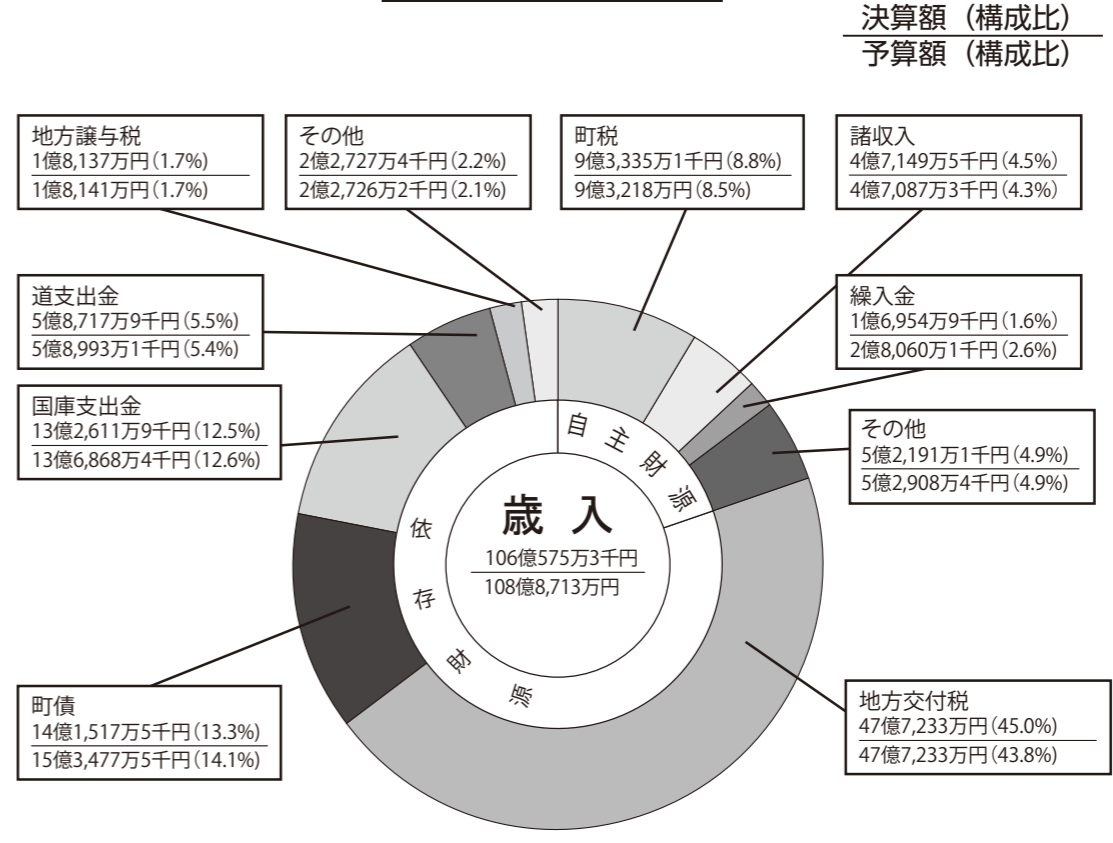 決算額（構成比）
予算額（構成比）
地方譲与税
1億8,137万円(1.7%)
1億8,141万円(1.7%)
その他
2億2,727万4千円(2.2%)
2億2,726万2千円(2.1%)
町税
9億3,335万1千円(8.8%)
9億3,218万円(8.5%)
諸収入
4億7,149万5千円(4.5%)
4億7,087万3千円(4.3%)
道支出金
5億8,717万9千円(5.5%)
5億8,993万1千円(5.4%)
繰入金
1億6,954万9千円(1.6%)
2億8,060万1千円(2.6%)
国庫支出金
13億2,611万9千円(12.5%)
13億6,868万4千円(12.6%)
その他
5億2,191万1千円(4.9%)
5億2,908万4千円(4.9%)
自主財源
歳入
106億575万3千円
108億8,713万円
依存財源
町債
14億1,517万5千円(13.3%)
15億3,477万5千円(14.1%)
地方交付税
47億7,233万円(45.0%)
47億7,233万円(43.8%)